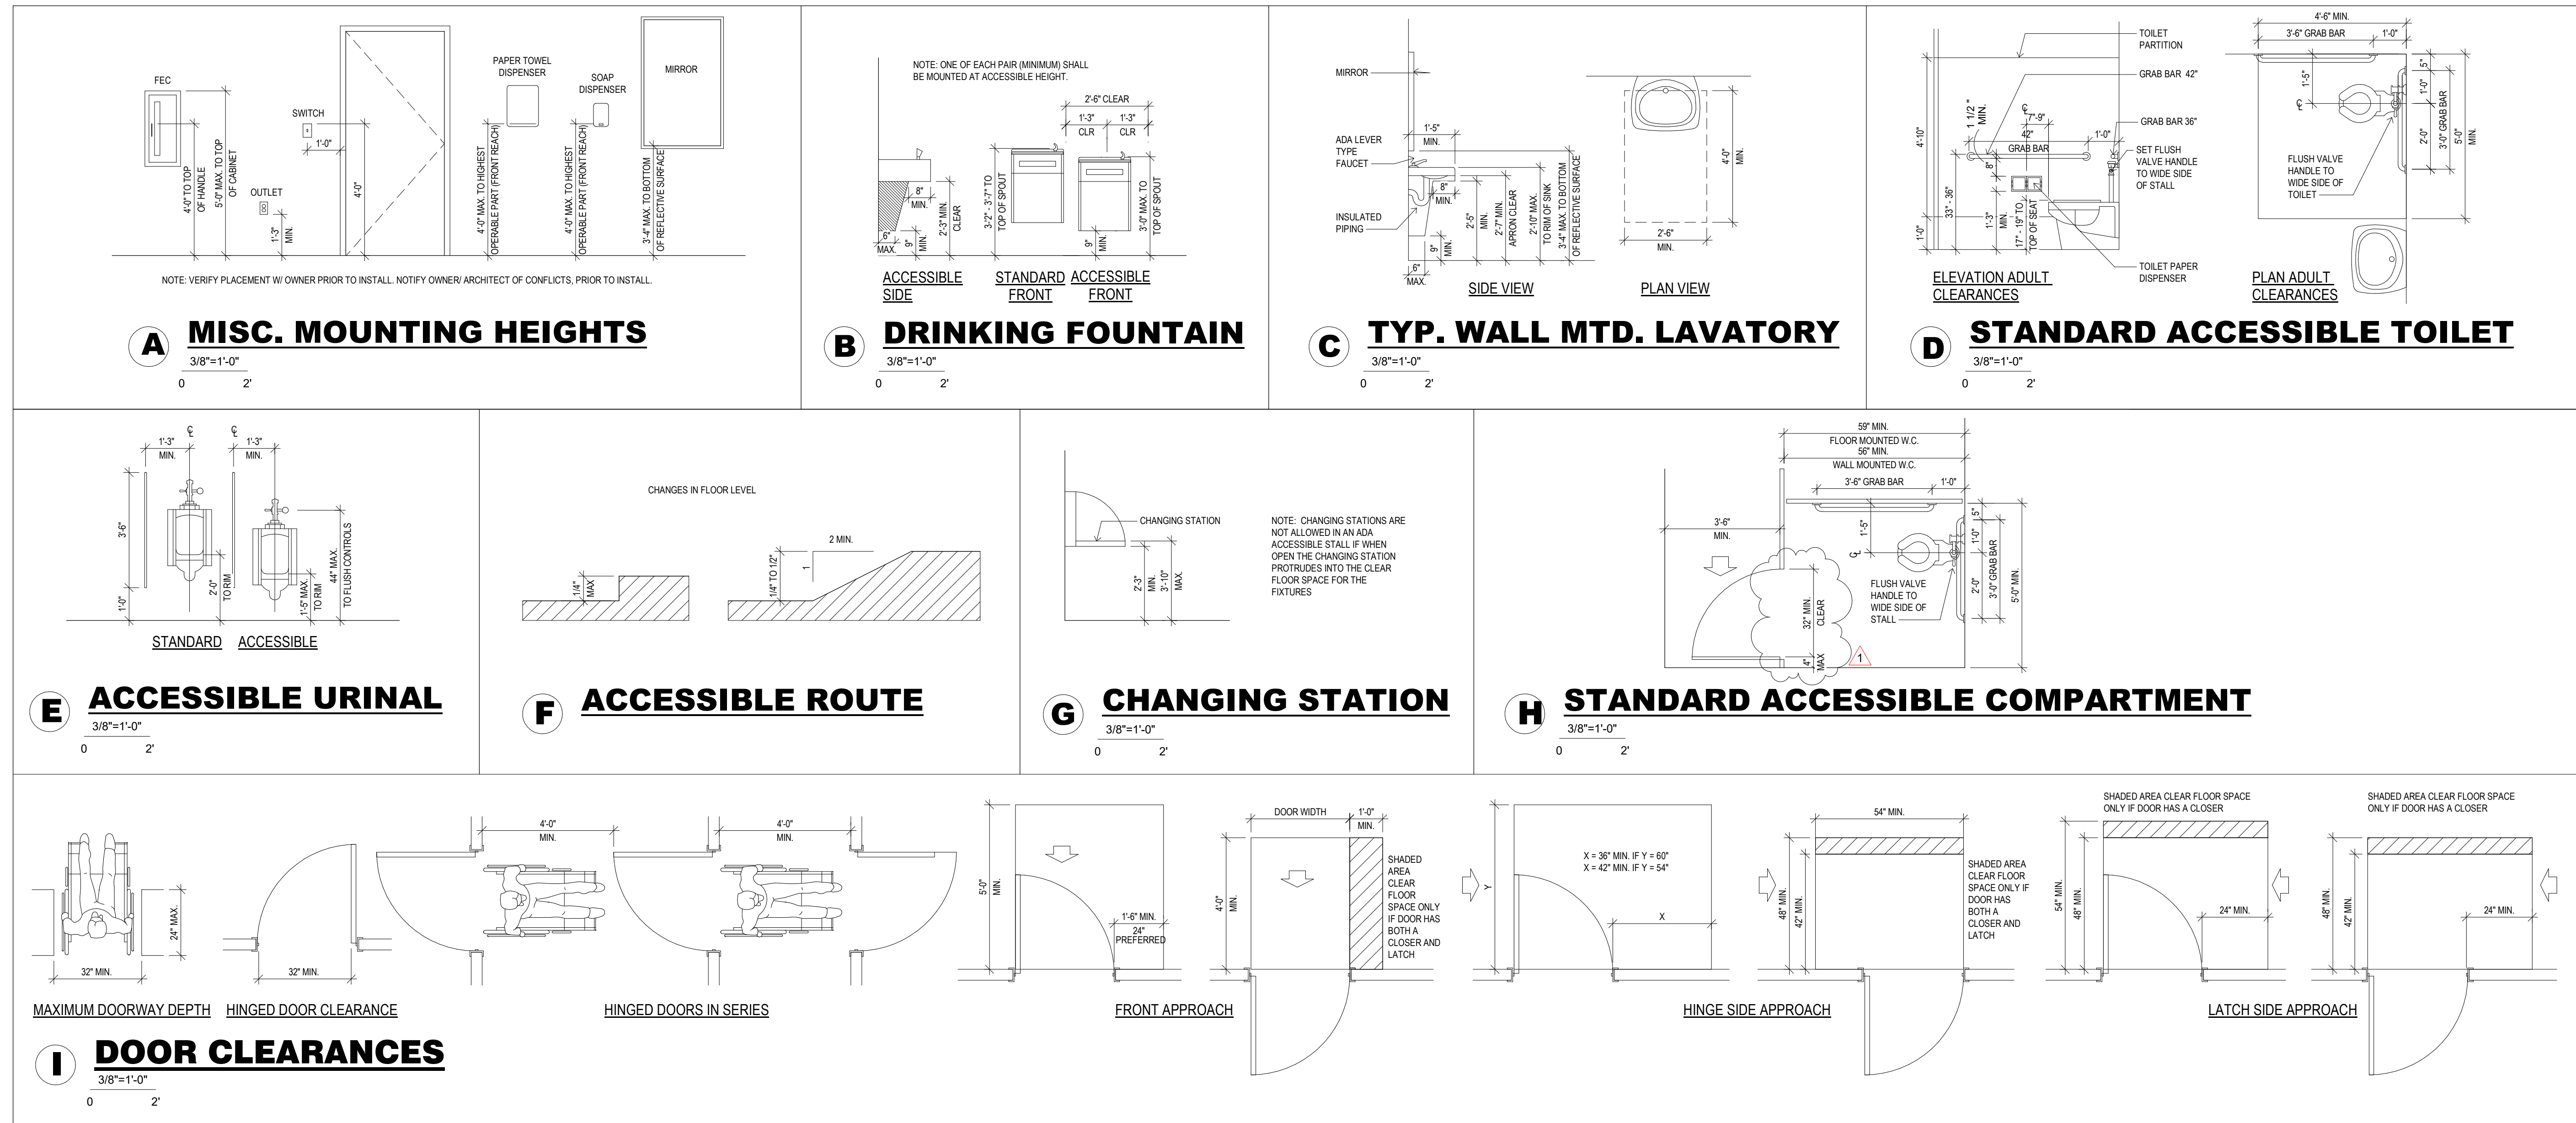 FEC
4'-0" TO TOP
OF HANDLE
5'-0" MAX. TO TOP
OF CABINET
SWITCH
1'-0"
OUTLET
1'-3"
MIN.
4'-0"
PAPER TOWEL
DISPENSER
4'-0" MAX. TO HIGHEST
OPERABLE PART (FRONT REACH)
SOAP
DISPENSER
4'-0" MAX. TO HIGHEST
OPERABLE PART (FRONT REACH)
MIRROR
3'-4" MAX. TO BOTTOM
OF REFLECTIVE SURFACE
NOTE: VERIFY PLACEMENT W/ OWNER PRIOR TO INSTALL. NOTIFY OWNER/ ARCHITECT OF CONFLICTS, PRIOR TO INSTALL.
A
MISC. MOUNTING HEIGHTS
3/8"=1'-0"
0 2'
NOTE: ONE OF EACH PAIR (MINIMUM) SHALL
BE MOUNTED AT ACCESSIBLE HEIGHT.
2'-6" CLEAR
1'-3" 1'-3"
CLR CLR
8"
MIN.
6"
MAX.
9"
MIN.
2'-3" MIN.
CLEAR
3'-2" - 3'-7" TO
TOP OF SPOUT
9"
MIN.
3'-0" MAX. TO
TOP OF SPOUT
ACCESSIBLE
SIDE
STANDARD
FRONT
ACCESSIBLE
FRONT
B
DRINKING FOUNTAIN
3/8"=1'-0"
0 2'
MIRROR
ADA LEVER
TYPE
FAUCET
INSULATED
PIPING
1'-5"
MIN.
8"
MIN.
6"
MAX.
9"
MIN.
2'-5"
MIN.
2'-7" MIN.
APRON CLEAR
2'-10" MAX.
TO RIM OF SINK
3'-4" MAX. TO BOTTOM
OF REFLECTIVE SURFACE
4'-0"
MIN.
2'-6"
MIN.
SIDE VIEW
PLAN VIEW
C
TYP. WALL MTD. LAVATORY
3/8"=1'-0"
0 2'
TOILET
PARTITION
GRAB BAR 42"
GRAB BAR 36"
SET FLUSH
VALVE HANDLE
TO WIDE SIDE
OF STALL
TOILET PAPER
DISPENSER
4'-10"
1'-0"
33" - 36"
1 1/2 "
MIN.
7"-9"
42"
GRAB BAR
1'-0"
8"
1'-3"
MIN.
17" - 19" TO
TOP OF SEAT
ELEVATION ADULT
CLEARANCES
4'-6" MIN.
3'-6" GRAB BAR 1'-0"
1'-5"
5"
1'-0"
2'-0"
3'-0" GRAB BAR
5'-0"
MIN.
FLUSH VALVE
HANDLE TO
WIDE SIDE OF
TOILET
PLAN ADULT
CLEARANCES
D
STANDARD ACCESSIBLE TOILET
3/8"=1'-0"
0 2'
1'-3"
MIN.
1'-3"
MIN.
3'-6"
1'-0"
2'-0"
TO RIM
1'-5" MAX.
TO RIM
44" MAX.
TO FLUSH CONTROLS
STANDARD ACCESSIBLE
E
ACCESSIBLE URINAL
3/8"=1'-0"
0 2'
CHANGES IN FLOOR LEVEL
1/4"
MAX
1/4" TO 1/2"
2 MIN.
1
F
ACCESSIBLE ROUTE
CHANGING STATION
2'-3"
MIN.
3'-10"
MAX.
NOTE: CHANGING STATIONS ARE
NOT ALLOWED IN AN ADA
ACCESSIBLE STALL IF WHEN
OPEN THE CHANGING STATION
PROTRUDES INTO THE CLEAR
FLOOR SPACE FOR THE
FIXTURES
G
CHANGING STATION
3/8"=1'-0"
0 2'
59" MIN.
FLOOR MOUNTED W.C.
56" MIN.
WALL MOUNTED W.C.
3'-6" GRAB BAR 1'-0"
3'-6"
MIN.
1'-5"
5"
1'-0"
2'-0"
3'-0" GRAB BAR
5'-0" MIN.
32" MIN.
CLEAR
4"
MAX
1
FLUSH VALVE
HANDLE TO
WIDE SIDE OF
STALL
H
STANDARD ACCESSIBLE COMPARTMENT
3/8"=1'-0"
0 2'
24" MAX.
32" MIN.
MAXIMUM DOORWAY DEPTH
32" MIN.
HINGED DOOR CLEARANCE
4'-0"
MIN.
4'-0"
MIN.
HINGED DOORS IN SERIES
5'-0"
MIN.
1'-6" MIN.
24"
PREFERRED
DOOR WIDTH
1'-0"
MIN.
4'-0"
MIN.
SHADED
AREA
CLEAR
FLOOR
SPACE ONLY
IF DOOR HAS
BOTH A
CLOSER AND
LATCH
FRONT APPROACH
Y
X = 36" MIN. IF Y = 60"
X = 42" MIN. IF Y = 54"
X
54" MIN.
48" MIN.
42" MIN.
SHADED AREA
CLEAR FLOOR
SPACE ONLY IF
DOOR HAS
BOTH A
CLOSER AND
LATCH
HINGE SIDE APPROACH
SHADED AREA CLEAR FLOOR SPACE
ONLY IF DOOR HAS A CLOSER
54" MIN.
48" MIN.
24" MIN.
SHADED AREA CLEAR FLOOR SPACE
ONLY IF DOOR HAS A CLOSER
48" MIN.
42" MIN.
24" MIN.
LATCH SIDE APPROACH
I
DOOR CLEARANCES
3/8"=1'-0"
0 2'